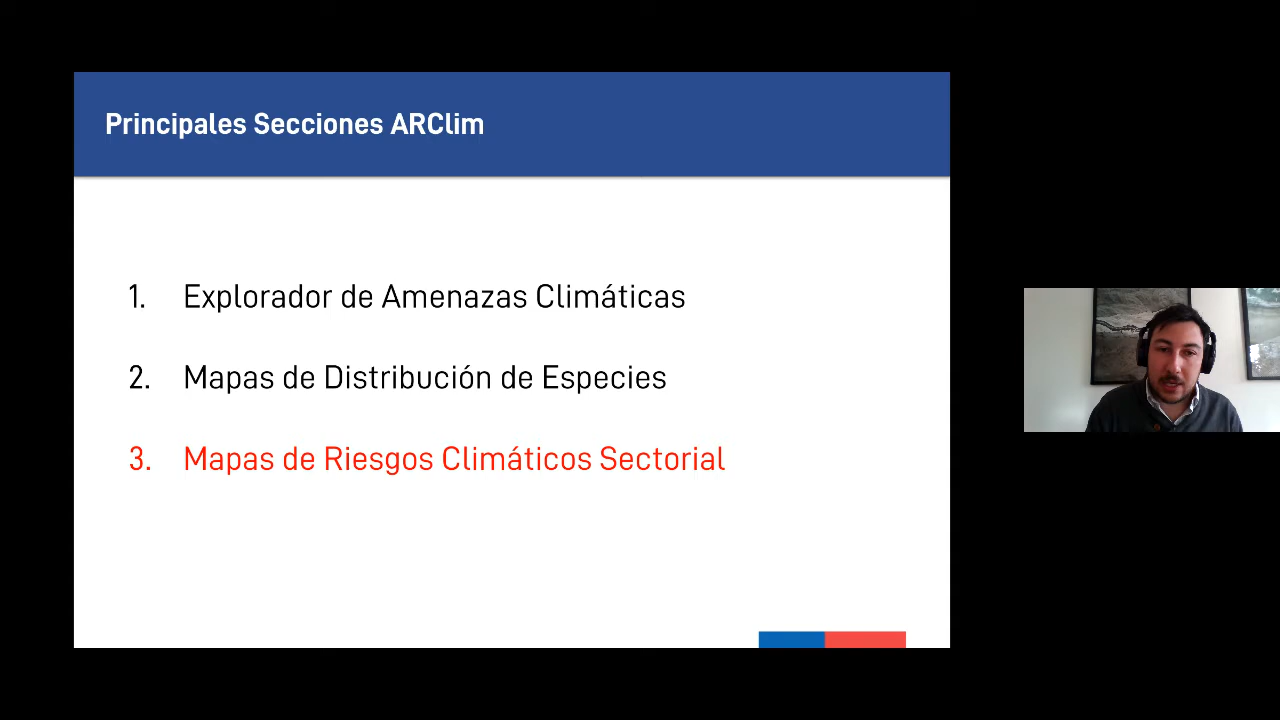 Principales Secciones ARClim
1. Explorador de Amenazas Climáticas
2. Mapas de Distribución de Especies
3. Mapas de Riesgos Climáticos Sectorial